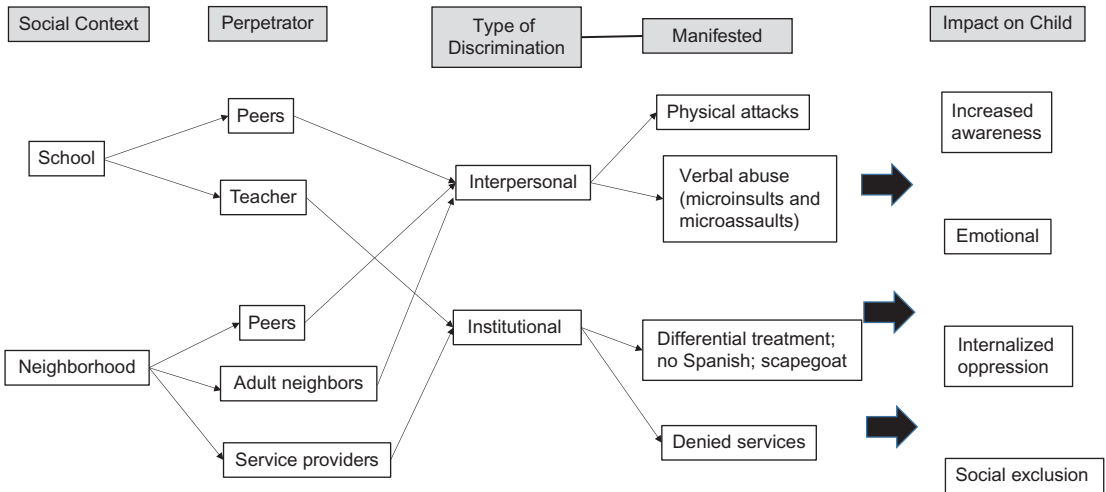 Social Context
Perpetrator
Type of
Discrimination
Manifested
Impact on Child
School
Peers
Teacher
Interpersonal
Physical attacks
Verbal abuse
(microinsults and
microassaults)
Increased
awareness
Emotional
Neighborhood
Peers
Adult neighbors
Service providers
Institutional
Differential treatment;
no Spanish; scapegoat
Denied services
Internalized
oppression
Social exclusion